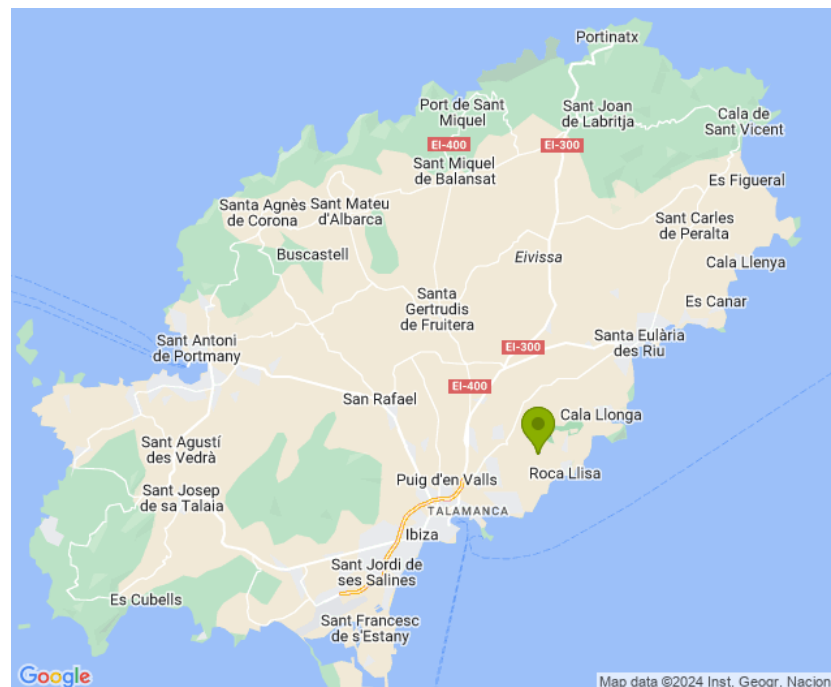 Portinatx
Port de Sant
Miquel
Sant Joan
de Labritja
Cala de
Sant Vicent
EI-400
EI-300
Sant Miquel
de Balansat
Es Figueral
Santa Agnès
de Corona
Sant Mateu
d'Albarca
Sant Carles
de Peralta
Buscastell
Eivissa
Cala Llenya
Santa
Gertrudis
de Fruitera
Es Canar
Sant Antoni
de Portmany
Santa Eulària
des Riu
EI-300
EI-400
San Rafael
Cala Llonga
Sant Agustí
des Vedrà
Roca Llisa
Puig d'en Valls
Sant Josep
de sa Talaia
TALAMANCA
Ibiza
Sant Jordi de
ses Salines
Es Cubells
Sant Francesc
de s'Estany
Google
Map data ©2024 Inst. Geogr. Nacion